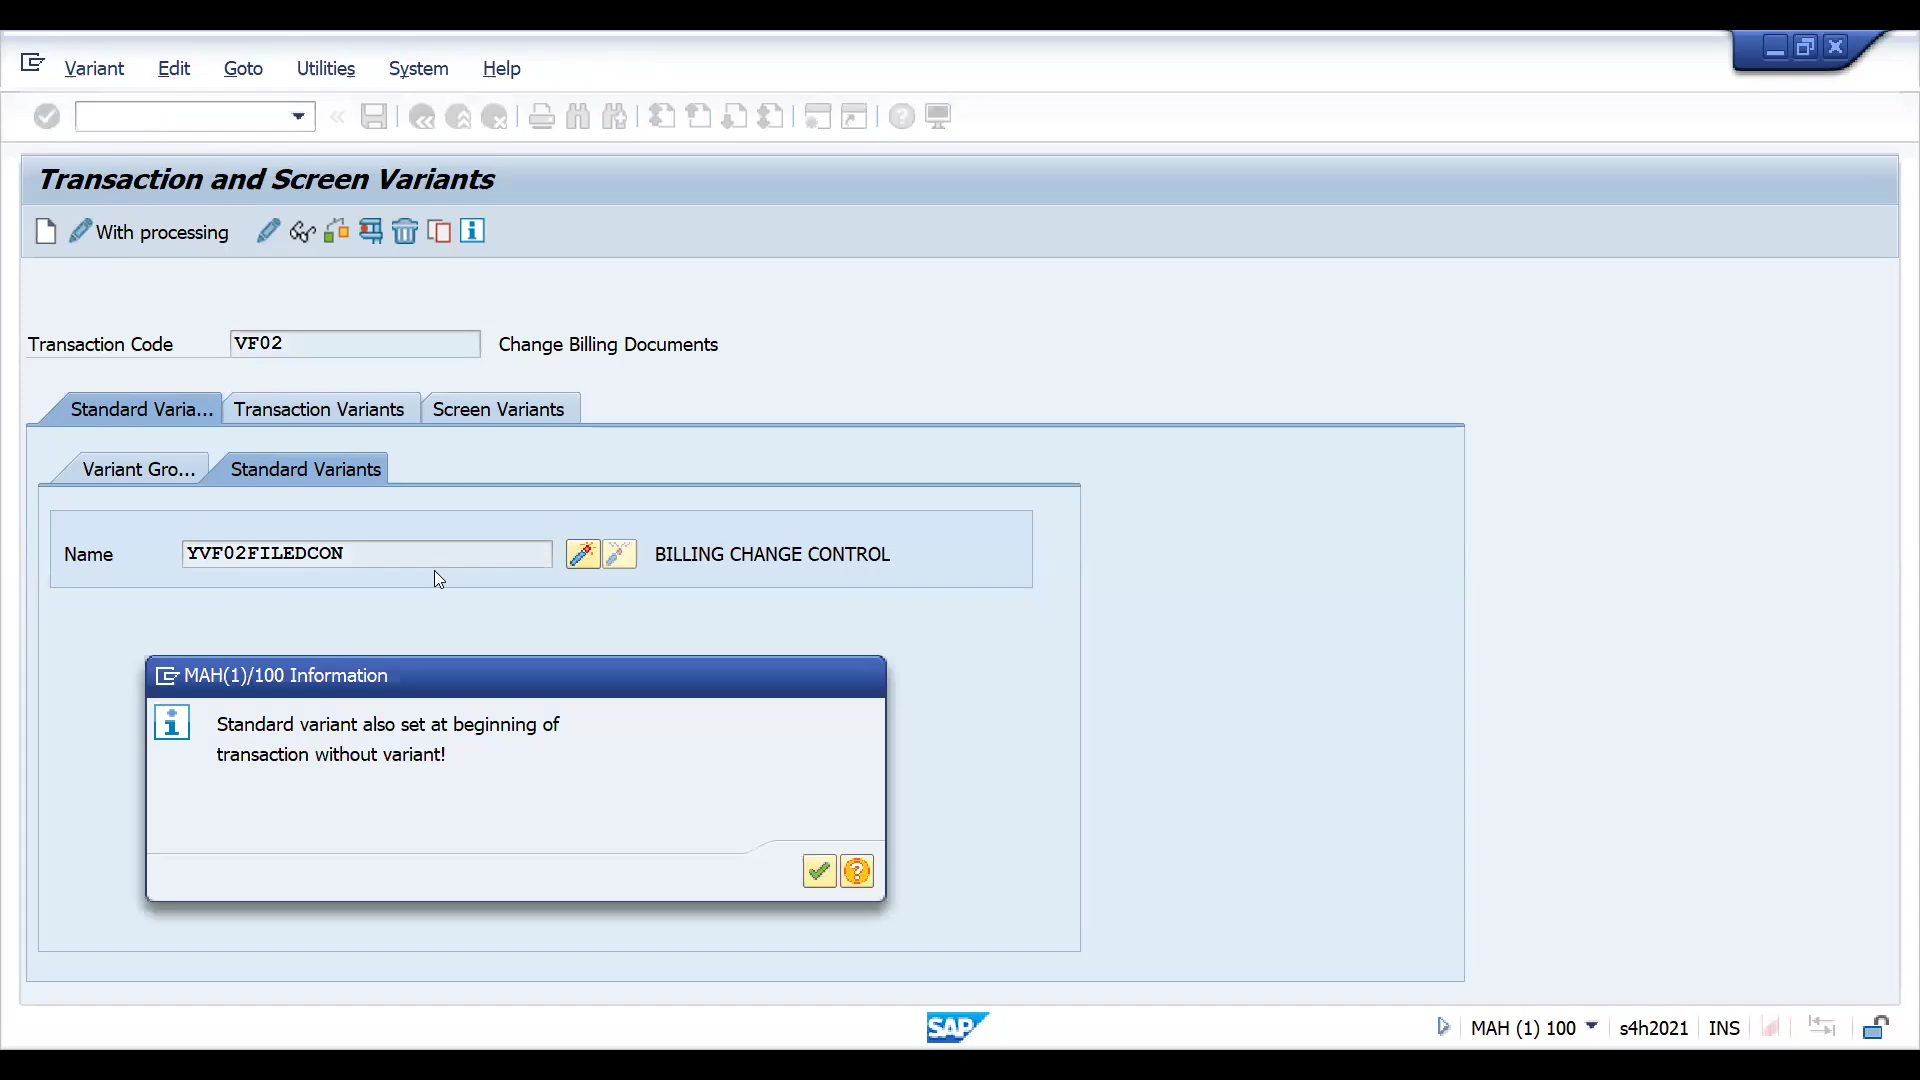 Variant Edit Goto Utilities System Help
Transaction and Screen Variants
With processing
Transaction Code VF02 Change Billing Documents
Standard Varia... Transaction Variants Screen Variants
Variant Gro... Standard Variants
Name YVF02FILEDCON BILLING CHANGE CONTROL
MAH(1)/100 Information
Standard variant also set at beginning of
transaction without variant!
SAP MAH (1) 100 s4h2021 INS